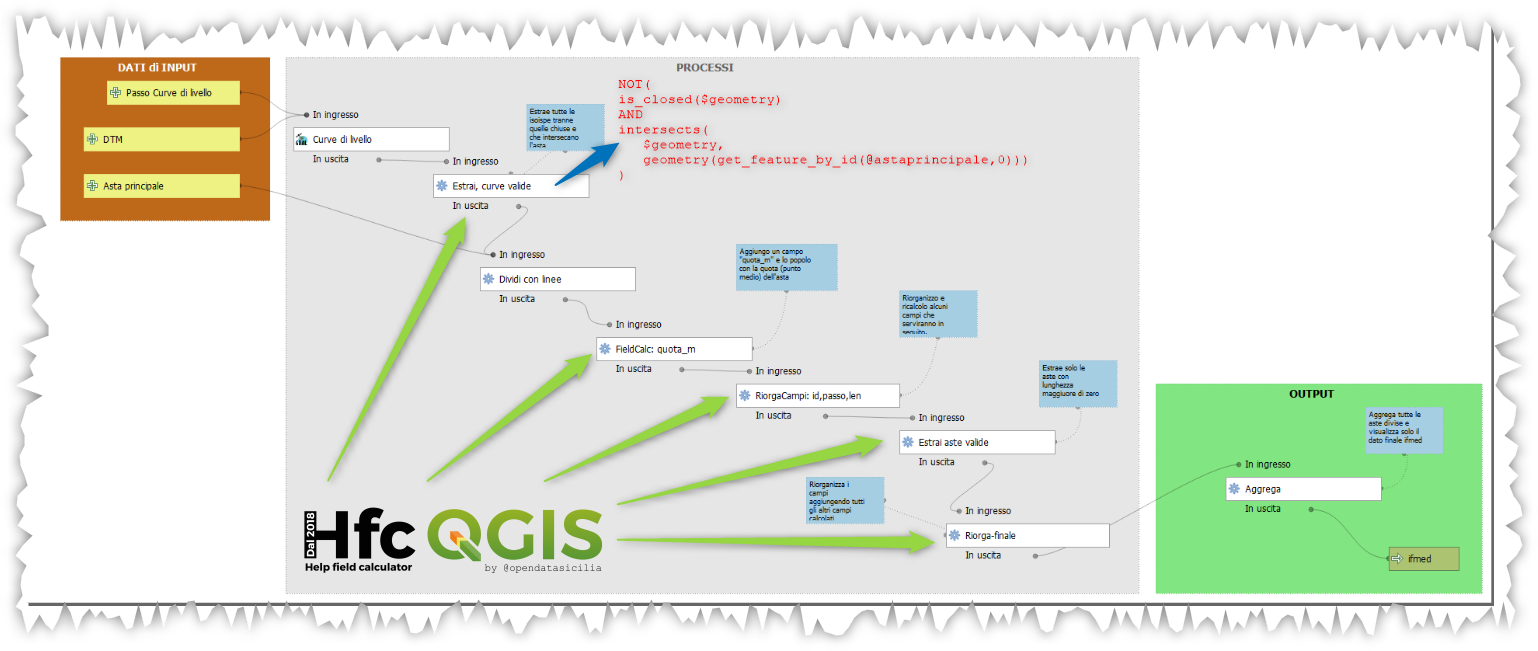 DATI di INPUT
Passo Curve di livello
DTM
Asta principale
PROCESSI
In ingresso
Curve di livello
In uscita
Estrae tutte le
isoispe tranne
quelle chiuse e
che intersecano
l'asta
NOT(
is_closed($geometry)
AND
intersects(
$geometry,
geometry(get_feature_by_id(@astaprincipale,0)))
)
In ingresso
Estrai, curve valide
In uscita
In ingresso
Dividi con linee
In uscita
Aggiungo un campo
"quota_m" e lo popolo
con la quota (punto
medio) dell'asta
In ingresso
FieldCalc: quota_m
In uscita
Riorganizzo e
ricalcolo alcuni
campi che
serviranno in
seguito.
In ingresso
RiorgaCampi: id,passo,len
In uscita
Estrae solo le
aste con
lunghezza
maggiuore di zero
In ingresso
Estrai aste valide
In uscita
Riorganizza i
campi
aggiungendo tutti
gli altri campi
calcolati
In ingresso
Riorga-finale
In uscita
Dal 2018
Hfc
Help field calculator
QGIS
by @opendatasicilia
OUTPUT
Aggrega tutte le
aste divise e
visualizza solo il
dato finale ifmed
In ingresso
Aggrega
In uscita
ifmed